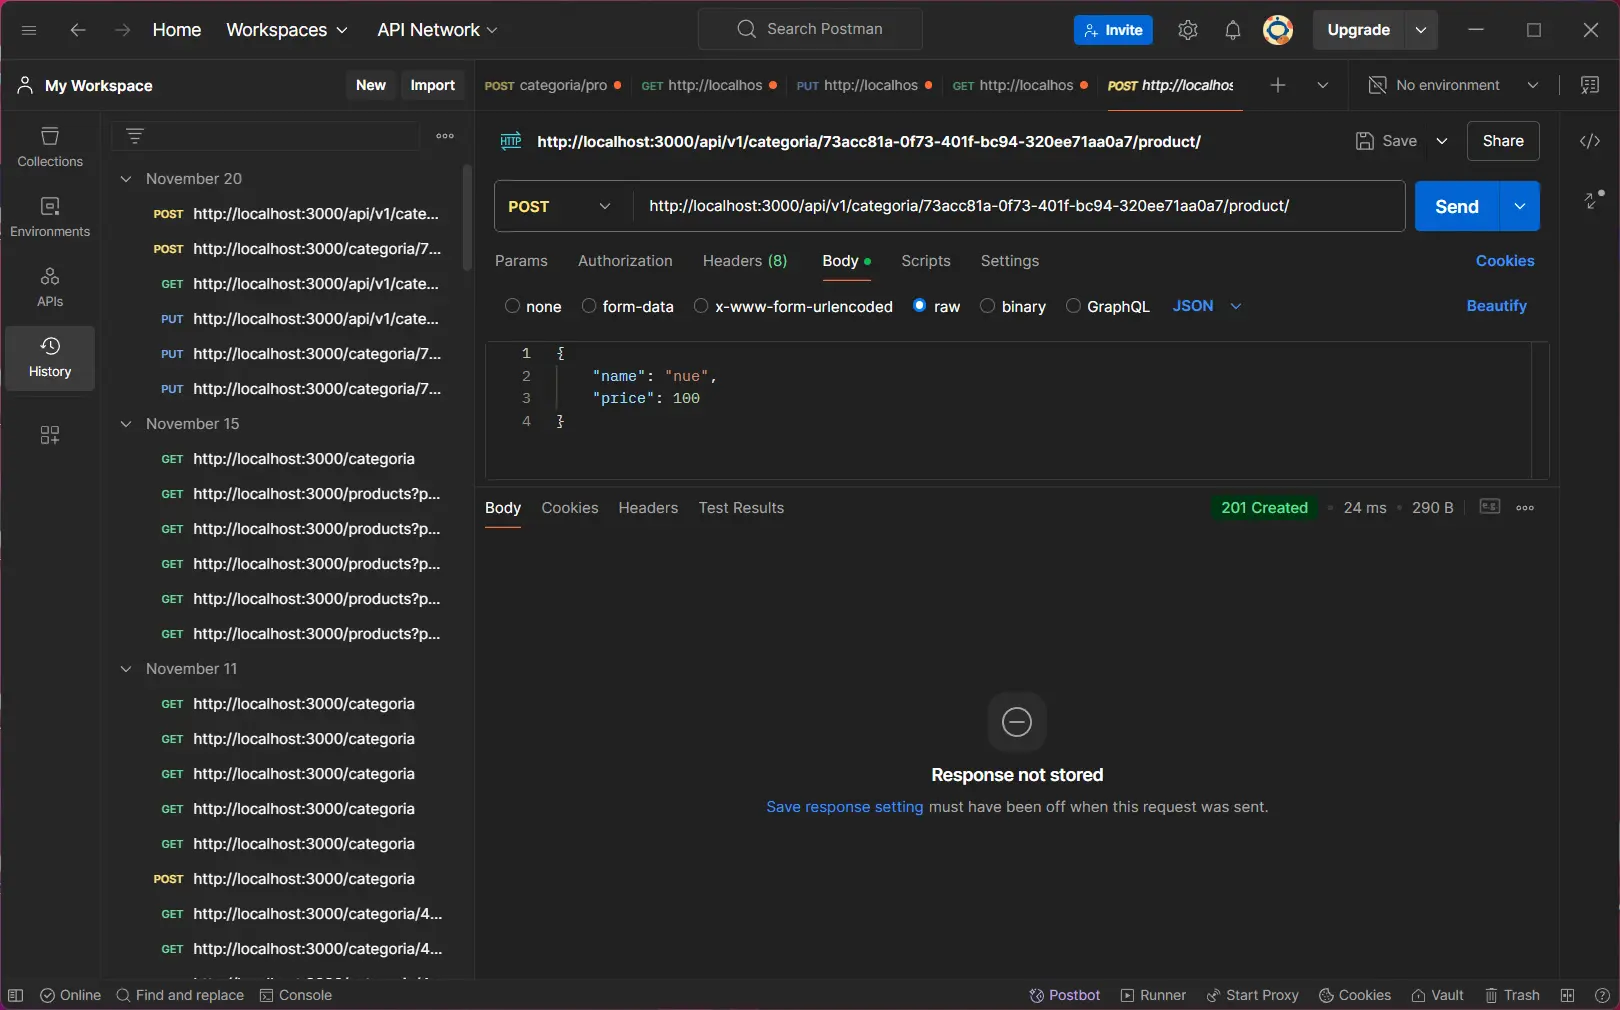 Home Workspaces API Network Search Postman Invite Upgrade
My Workspace New Import
POST categoria/pro GET http://localhos PUT http://localhos GET http://localhos POST http://localhos No environment
Collections
Environments
APIs
History
November 20
POST http://localhost:3000/api/v1/cate...
POST http://localhost:3000/categoria/7...
GET http://localhost:3000/api/v1/cate...
PUT http://localhost:3000/api/v1/cate...
PUT http://localhost:3000/categoria/7...
PUT http://localhost:3000/categoria/7...
November 15
GET http://localhost:3000/categoria
GET http://localhost:3000/products?p...
GET http://localhost:3000/products?p...
GET http://localhost:3000/products?p...
GET http://localhost:3000/products?p...
GET http://localhost:3000/products?p...
November 11
GET http://localhost:3000/categoria
GET http://localhost:3000/categoria
GET http://localhost:3000/categoria
GET http://localhost:3000/categoria
GET http://localhost:3000/categoria
POST http://localhost:3000/categoria
GET http://localhost:3000/categoria/4...
GET http://localhost:3000/categoria/4...
HTTP http://localhost:3000/api/v1/categoria/73acc81a-0f73-401f-bc94-320ee71aa0a7/product/ Save Share
POST http://localhost:3000/api/v1/categoria/73acc81a-0f73-401f-bc94-320ee71aa0a7/product/ Send
Params Authorization Headers (8) Body Scripts Settings Cookies
none form-data x-www-form-urlencoded raw binary GraphQL JSON Beautify
1 {
2 "name": "nue",
3 "price": 100
4 }
Body Cookies Headers Test Results 201 Created 24 ms 290 B e.g
Response not stored
Save response setting must have been off when this request was sent.
Online Find and replace Console Postbot Runner Start Proxy Cookies Vault Trash